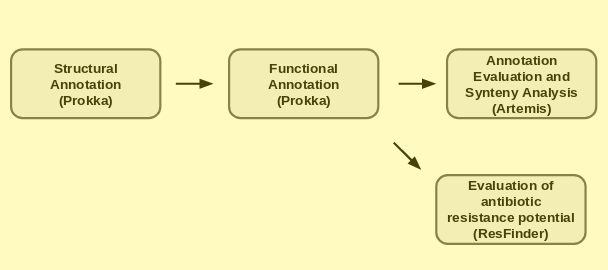 Structural
Annotation
(Prokka)
Functional
Annotation
(Prokka)
Annotation
Evaluation and
Synteny Analysis
(Artemis)
Evaluation of
antibiotic
resistance potential
(ResFinder)